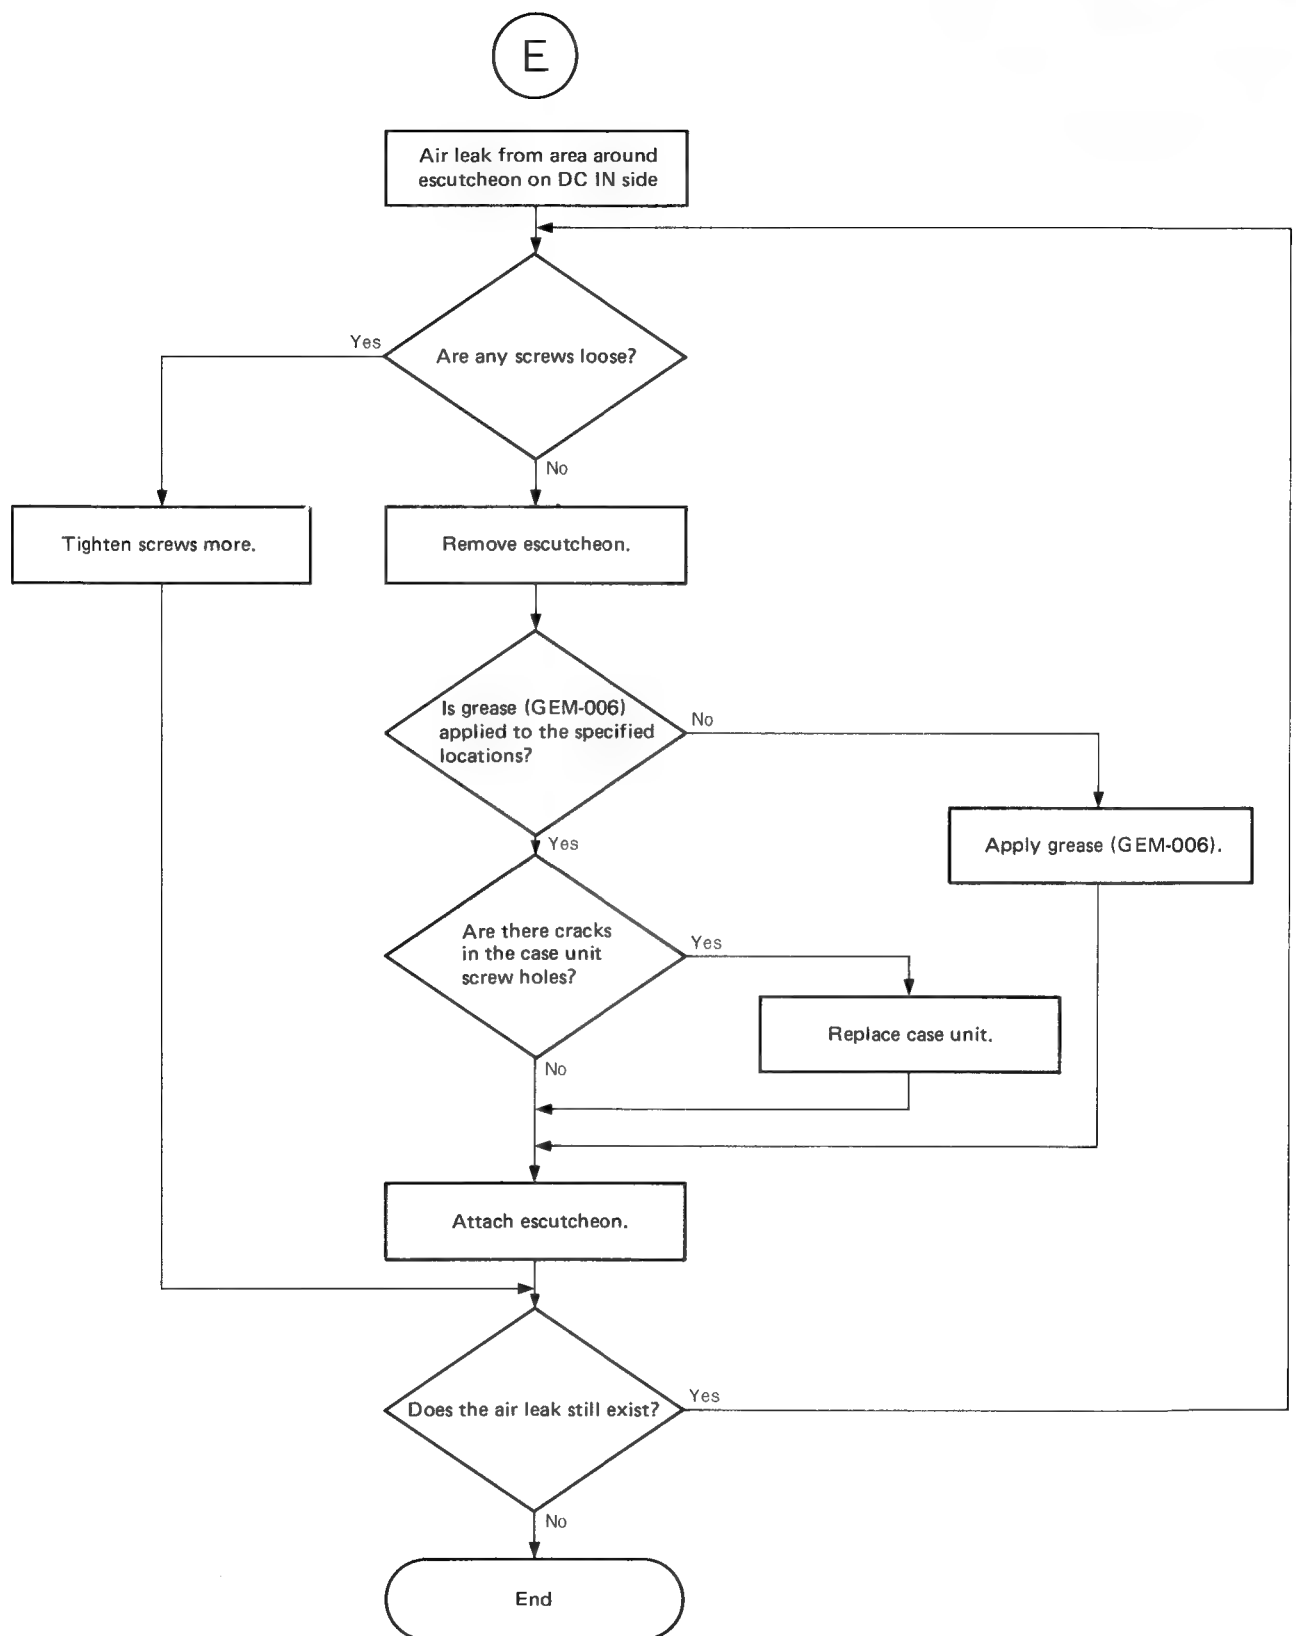 E
Air leak from area around
escutcheon on DC IN side
Yes
Are any screws loose?
No
Tighten screws more.
Remove escutcheon.
Is grease (GEM-006)
applied to the specified
locations?
No
Yes
Apply grease (GEM-006).
Are there cracks
in the case unit
screw holes?
Yes
Replace case unit.
No
Attach escutcheon.
Does the air leak still exist?
Yes
No
End